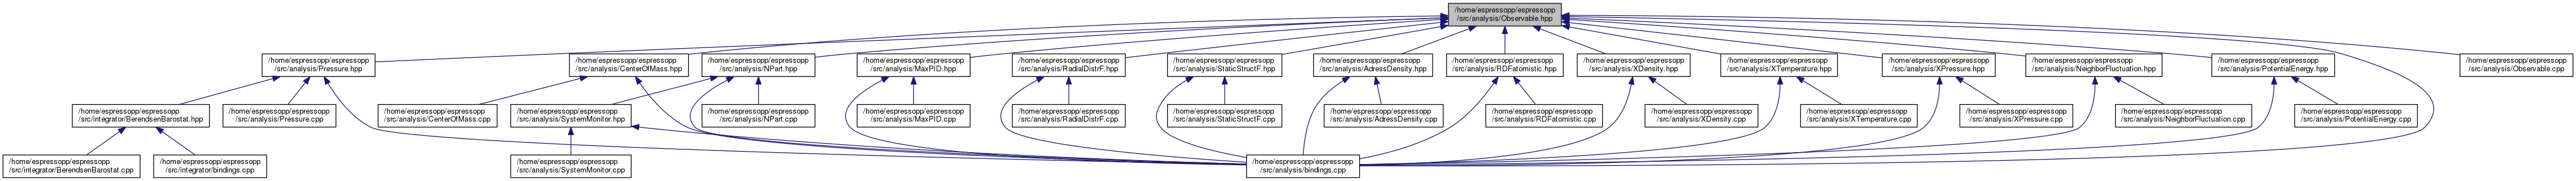 /home/espressopp/espressopp
/src/analysis/Observable.hpp
/home/espressopp/espressopp
/src/analysis/Pressure.hpp
/home/espressopp/espressopp
/src/analysis/CenterOfMass.hpp
/home/espressopp/espressopp
/src/analysis/NPart.hpp
/home/espressopp/espressopp
/src/analysis/MaxPID.hpp
/home/espressopp/espressopp
/src/analysis/RadialDistrF.hpp
/home/espressopp/espressopp
/src/analysis/StaticStructF.hpp
/home/espressopp/espressopp
/src/analysis/AdressDensity.hpp
/home/espressopp/espressopp
/src/analysis/RDFatomistic.hpp
/home/espressopp/espressopp
/src/analysis/XDensity.hpp
/home/espressopp/espressopp
/src/analysis/XTemperature.hpp
/home/espressopp/espressopp
/src/analysis/XPressure.hpp
/home/espressopp/espressopp
/src/analysis/NeighborFluctuation.hpp
/home/espressopp/espressopp
/src/analysis/PotentialEnergy.hpp
/home/espressopp/espressopp
/src/analysis/Observable.cpp
/home/espressopp/espressopp
/src/integrator/BerendsenBarostat.hpp
/home/espressopp/espressopp
/src/analysis/Pressure.cpp
/home/espressopp/espressopp
/src/analysis/CenterOfMass.cpp
/home/espressopp/espressopp
/src/analysis/SystemMonitor.hpp
/home/espressopp/espressopp
/src/analysis/NPart.cpp
/home/espressopp/espressopp
/src/analysis/MaxPID.cpp
/home/espressopp/espressopp
/src/analysis/RadialDistrF.cpp
/home/espressopp/espressopp
/src/analysis/StaticStructF.cpp
/home/espressopp/espressopp
/src/analysis/AdressDensity.cpp
/home/espressopp/espressopp
/src/analysis/RDFatomistic.cpp
/home/espressopp/espressopp
/src/analysis/XDensity.cpp
/home/espressopp/espressopp
/src/analysis/XTemperature.cpp
/home/espressopp/espressopp
/src/analysis/XPressure.cpp
/home/espressopp/espressopp
/src/analysis/NeighborFluctuation.cpp
/home/espressopp/espressopp
/src/analysis/PotentialEnergy.cpp
/home/espressopp/espressopp
/src/integrator/BerendsenBarostat.cpp
/home/espressopp/espressopp
/src/integrator/bindings.cpp
/home/espressopp/espressopp
/src/analysis/SystemMonitor.cpp
/home/espressopp/espressopp
/src/analysis/bindings.cpp